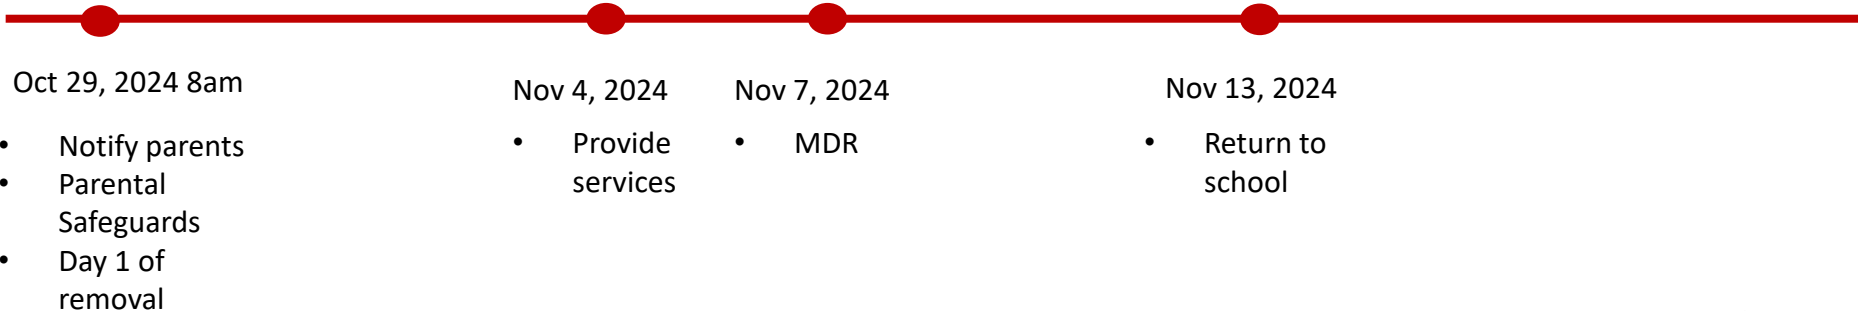 Oct 29, 2024 8am
• Notify parents
• Parental
Safeguards
• Day 1 of
removal
Nov 4, 2024
• Provide
services
Nov 7, 2024
• MDR
Nov 13, 2024
• Return to
school